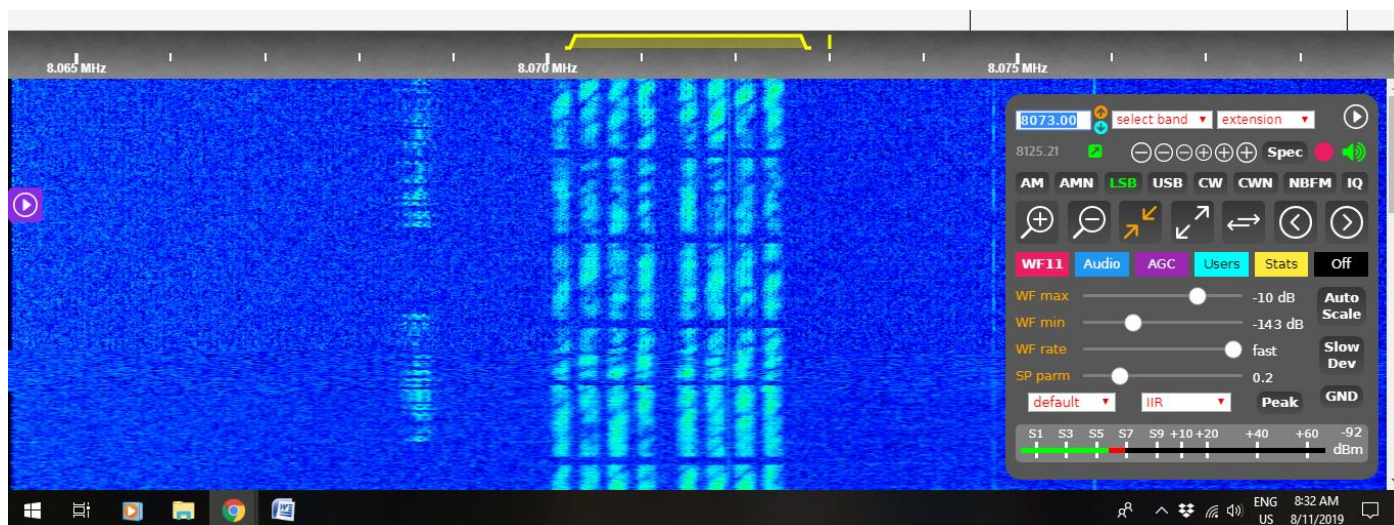 8.065 MHz 8.070 MHz 8.075 MHz
8073.00 select band extension
8125.21 Spec
AM AMN LSB USB CW CWN NBFM IQ
WF11 Audio AGC Users Stats Off
WF max -10 dB Auto Scale
WF min -143 dB
WF rate fast Slow Dev
SP parm 0.2
default IIR Peak GND
S1 S3 S5 S7 S9 +10 +20 +40 +60 -92 dBm
ENG 8:32 AM
US 8/11/2019